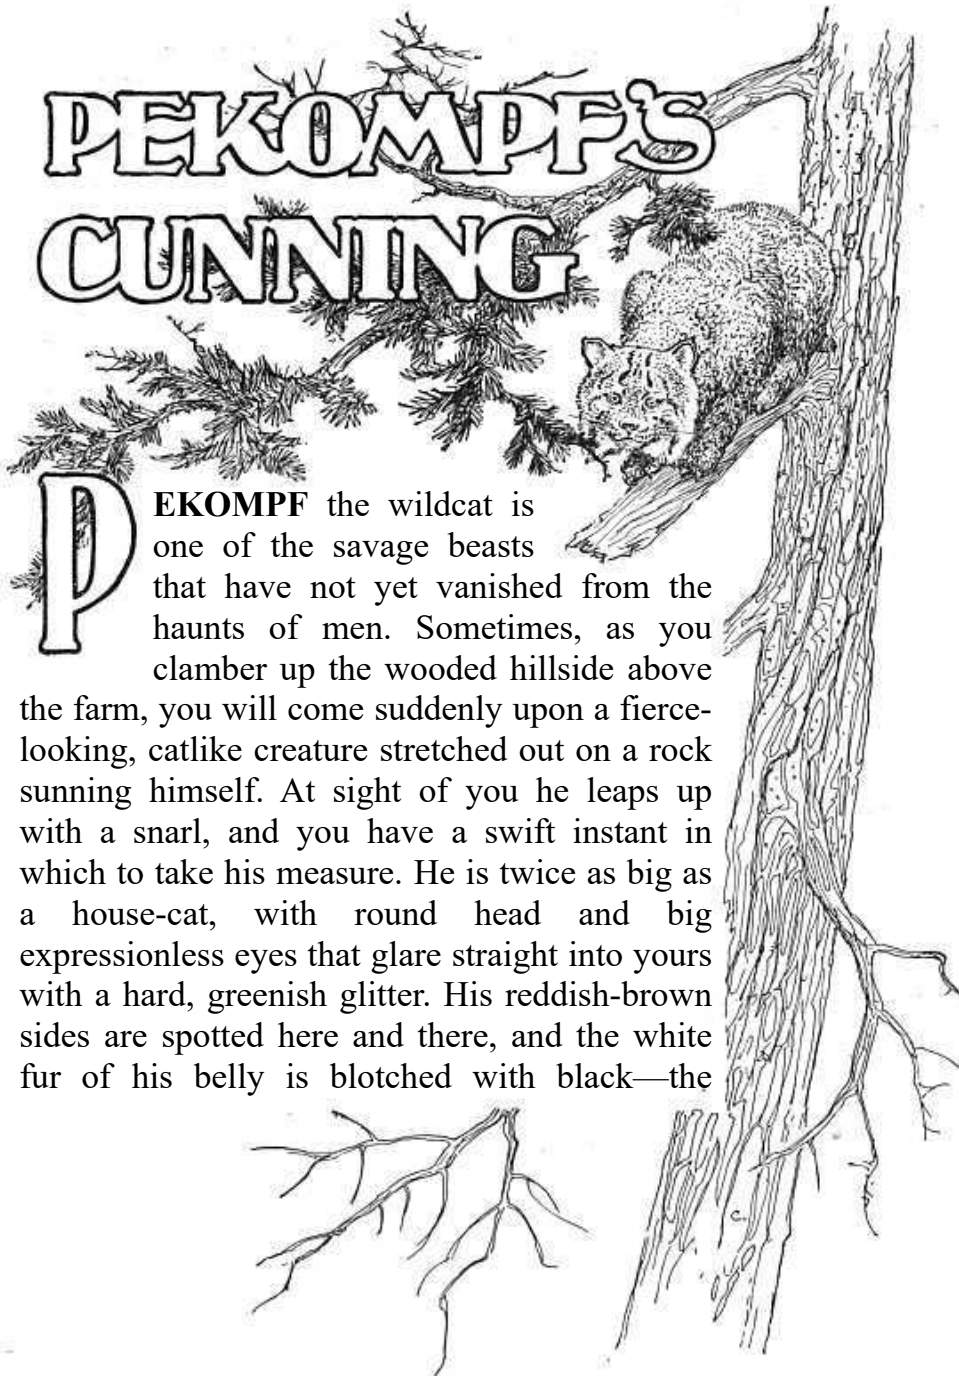 PEKOMPF'S
CUNNING
PEKOMPF the wildcat is
one of the savage beasts
that have not yet vanished from the
haunts of men. Sometimes, as you
clamber up the wooded hillside above
the farm, you will come suddenly upon a fierce-
looking, catlike creature stretched out on a rock
sunning himself. At sight of you he leaps up
with a snarl, and you have a swift instant in
which to take his measure. He is twice as big as
a house-cat, with round head and big
expressionless eyes that glare straight into yours
with a hard, greenish glitter. His reddish-brown
sides are spotted here and there, and the white
fur of his belly is blotched with black—the